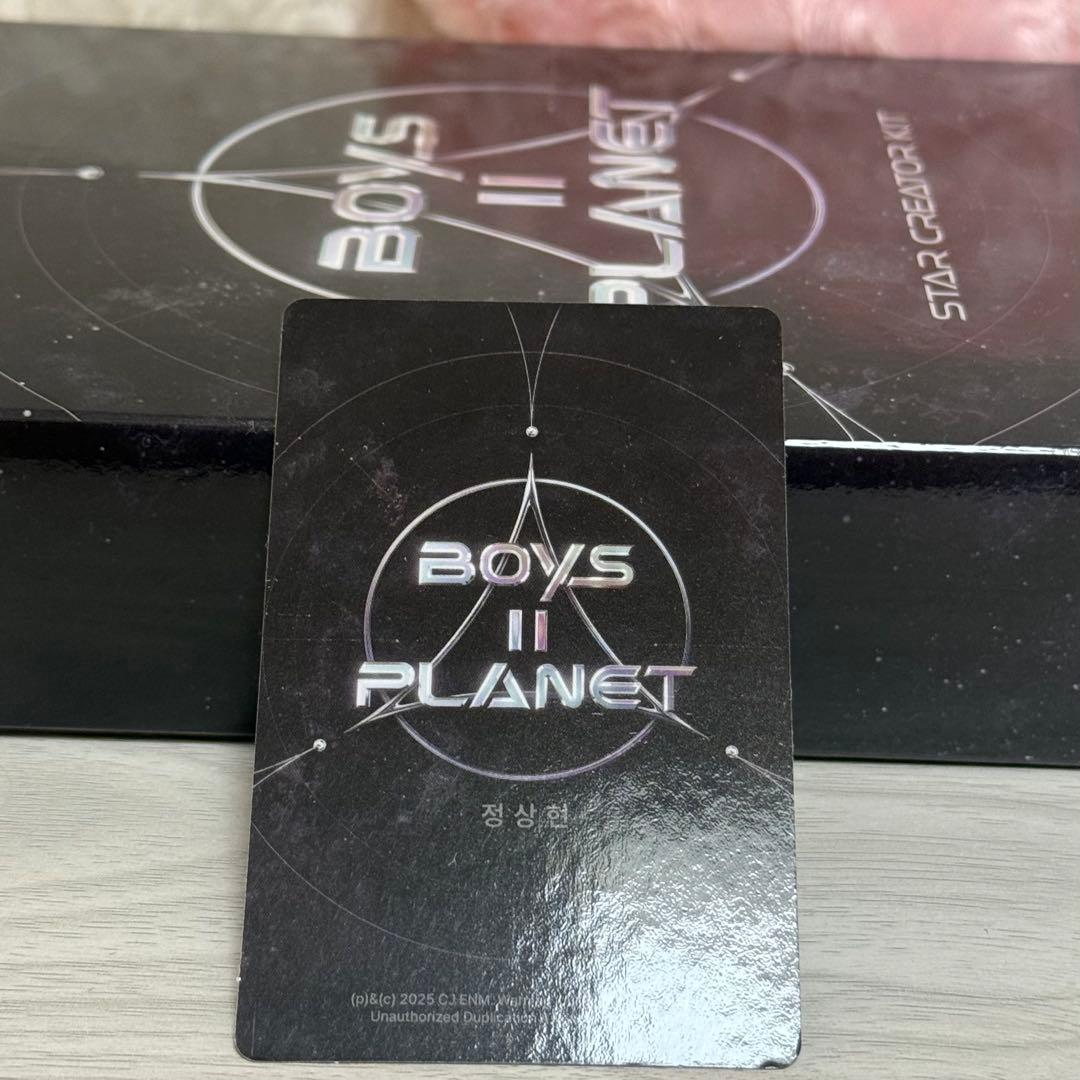 BOYS
II
PLANET
STAR CREATOR KIT
BOYS
II
PLANET
정상현
(p)&(c) 2025 CJ ENM.
Unauthorized Duplication